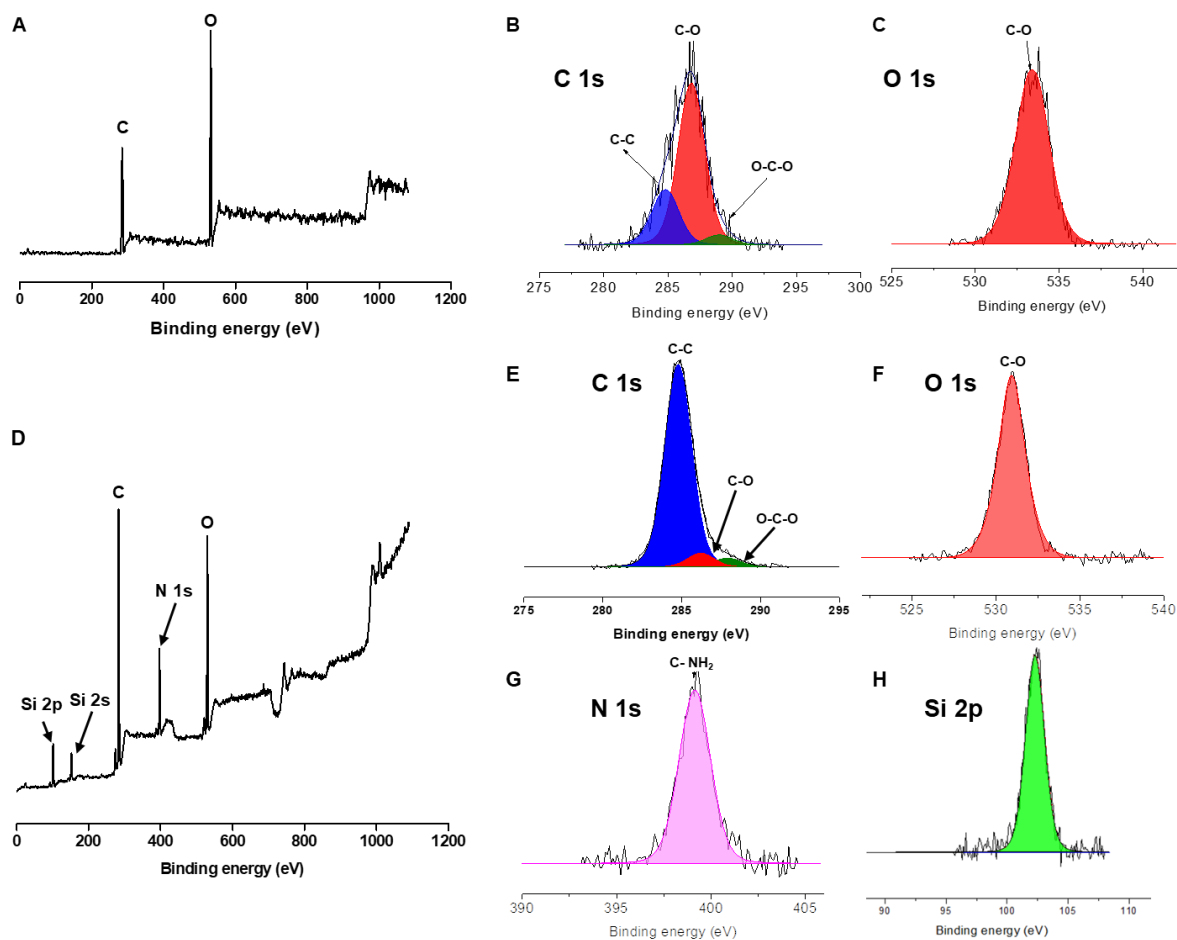 A
C
O
0 200 400 600 800 1000 1200
Binding energy (eV)
B
C 1s
C-O
C-C
O-C-O
275 280 285 290 295 300
Binding energy (eV)
C
O 1s
C-O
525 530 535 540
Binding energy (eV)
D
C
O
N 1s
Si 2p
Si 2s
0 200 400 600 800 1000 1200
Binding energy (eV)
E
C 1s
C-C
C-O
O-C-O
275 280 285 290 295
Binding energy (eV)
F
O 1s
C-O
525 530 535 540
Binding energy (eV)
G
N 1s
C- NH₂
390 395 400 405
Binding energy (eV)
H
Si 2p
90 95 100 105 110
Binding energy (eV)